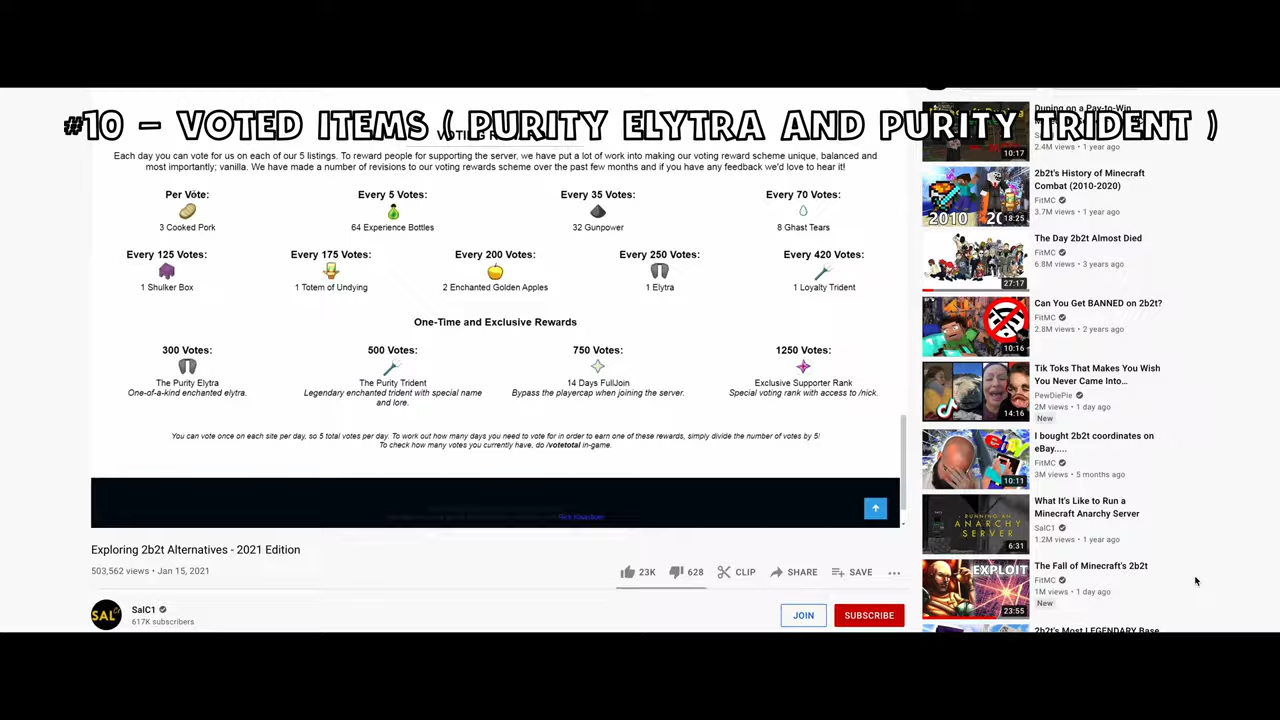 #10 - VOTED ITEMS ( PURITY ELYTRA AND PURITY TRIDENT )
Each day you can vote for us on each of our 5 listings. To reward people for supporting the server, we have put a lot of work into making our voting reward scheme unique, balanced and
most importantly; vanilla. We have made a number of revisions to our voting rewards scheme over the past few months and if you have any feedback we'd love to hear it!
Per Vote:
3 Cooked Pork
Every 5 Votes:
64 Experience Bottles
Every 35 Votes:
32 Gunpower
Every 70 Votes:
8 Ghast Tears
Every 125 Votes:
1 Shulker Box
Every 175 Votes:
1 Totem of Undying
Every 200 Votes:
2 Enchanted Golden Apples
Every 250 Votes:
1 Elytra
Every 420 Votes:
1 Loyalty Trident
One-Time and Exclusive Rewards
300 Votes:
The Purity Elytra
One-of-a-kind enchanted elytra.
500 Votes:
The Purity Trident
Legendary enchanted trident with special name
and lore.
750 Votes:
14 Days FullJoin
Bypass the playercap when joining the server.
1250 Votes:
Exclusive Supporter Rank
Special voting rank with access to /nick.
You can vote once on each site per day, so 5 total votes per day. To work out how many days you need to vote for in order to earn one of these rewards, simply divide the number of votes by 5!
To check how many votes you currently have, do /votetotal in-game.
Exploring 2b2t Alternatives - 2021 Edition
503,562 views • Jan 15, 2021
23K
628
CLIP
SHARE
SAVE
SAL
SalC1
617K subscribers
JOIN
SUBSCRIBE
Duping on a Pay-to-Win
2.4M views • 1 year ago
10:17
2b2t's History of Minecraft
Combat (2010-2020)
FitMC
3.7M views • 1 year ago
2010
18:25
The Day 2b2t Almost Died
FitMC
6.8M views • 3 years ago
27:17
Can You Get BANNED on 2b2t?
FitMC
2.8M views • 2 years ago
10:16
Tik Toks That Makes You Wish
You Never Came Into...
PewDiePie
2M views • 1 day ago
New
14:16
I bought 2b2t coordinates on
eBay.....
FitMC
3M views • 5 months ago
ebay
10:11
What It's Like to Run a
Minecraft Anarchy Server
SalC1
1.2M views • 1 year ago
RUNNING AN
ANARCHY
SERVER
6:31
The Fall of Minecraft's 2b2t
FitMC
1M views • 1 day ago
New
EXPLOIT
23:55
2b2t's Most LEGENDARY Base